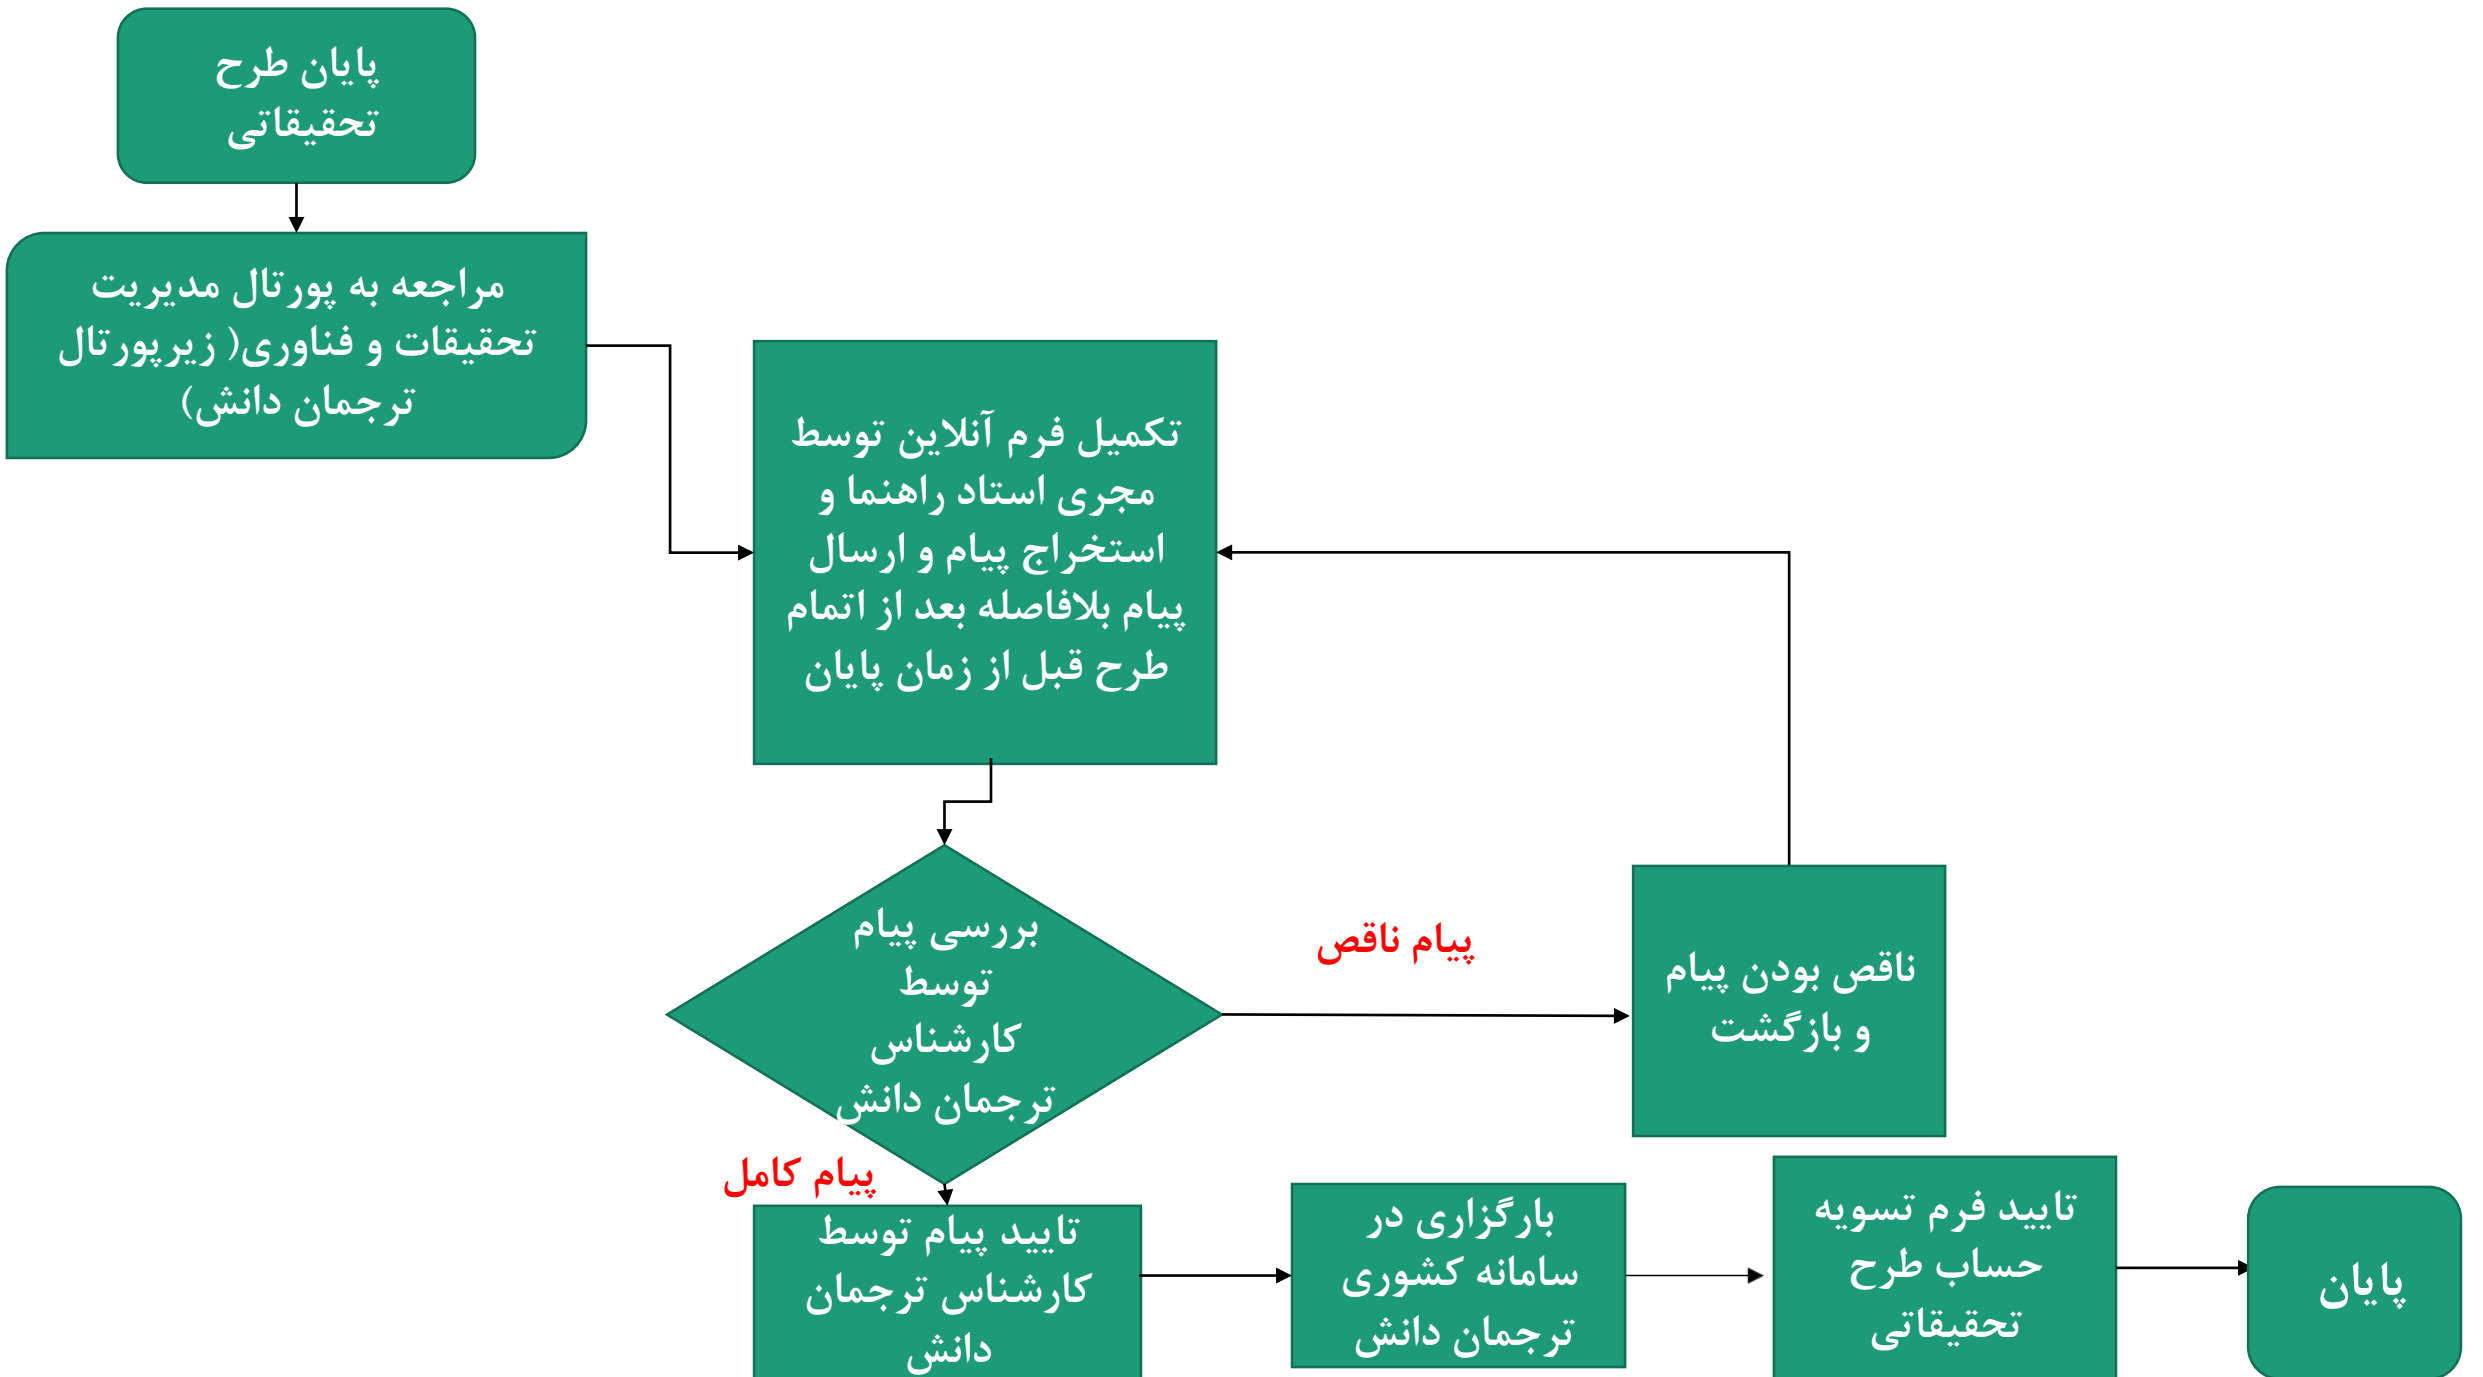 پایان طرح
تحقیقاتی
مراجعه به پورتال مدیریت
تحقیقات و فناوری( زیرپورتال
ترجمان دانش)
تکمیل فرم آنلاین توسط
مجری استاد راهنما و
استخراج پیام و ارسال
پیام بلافاصله بعد از اتمام
طرح قبل از زمان پایان
بررسی پیام
توسط
کارشناس
ترجمان دانش
پیام ناقص
ناقص بودن پیام
و بازگشت
پیام کامل
تایید پیام توسط
کارشناس ترجمان
دانش
بارگزاری در
سامانه کشوری
ترجمان دانش
تایید فرم تسویه
حساب طرح
تحقیقاتی
پایان